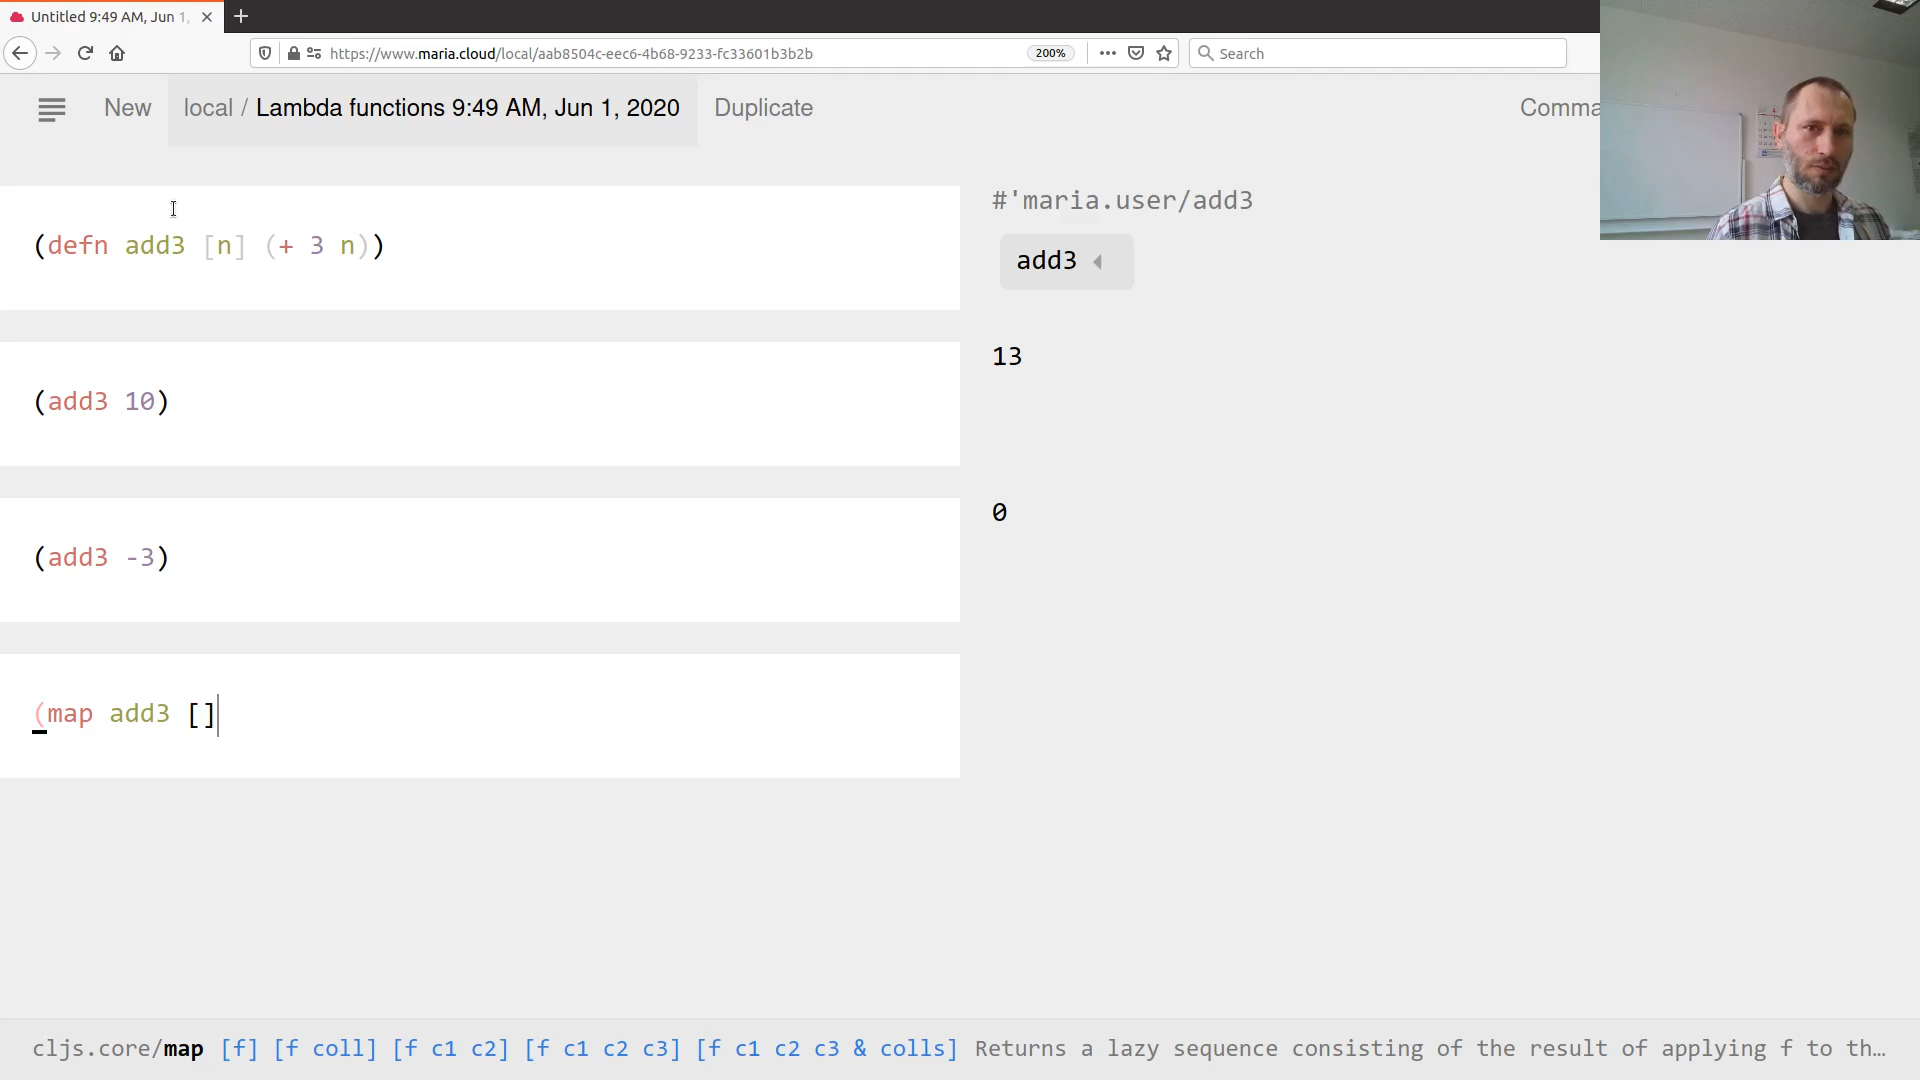 Untitled 9:49 AM, Jun 1,
https://www.maria.cloud/local/aab8504c-eec6-4b68-9233-fc33601b3b2b
200%
Search
New
local / Lambda functions 9:49 AM, Jun 1, 2020
Duplicate
Comma
(defn add3 [n] (+ 3 n))
#'maria.user/add3
add3
(add3 10)
13
(add3 -3)
0
(map add3 []
cljs.core/map [f] [f coll] [f c1 c2] [f c1 c2 c3] [f c1 c2 c3 & colls] Returns a lazy sequence consisting of the result of applying f to th…